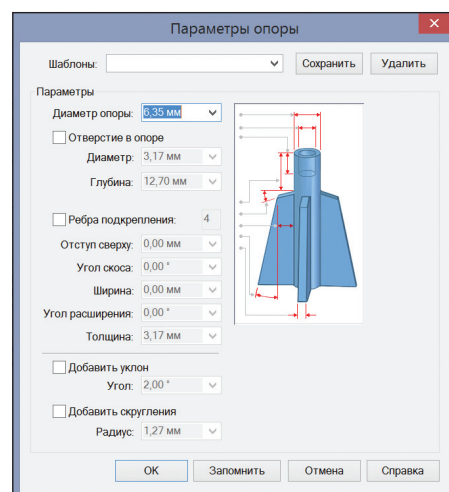 Параметры опоры
Шаблоны: Сохранить Удалить
Параметры
Диаметр опоры: 6,35 мм
Отверстие в опоре
Диаметр: 3,17 мм
Глубина: 12,70 мм
Ребра подкрепления: 4
Отступ сверху: 0,00 мм
Угол скоса: 0,00 °
Ширина: 0,00 мм
Угол расширения: 0,00 °
Толщина: 3,17 мм
Добавить уклон
Угол: 2,00 °
Добавить скругления
Радиус: 1,27 мм
OK Запомнить Отмена Справка